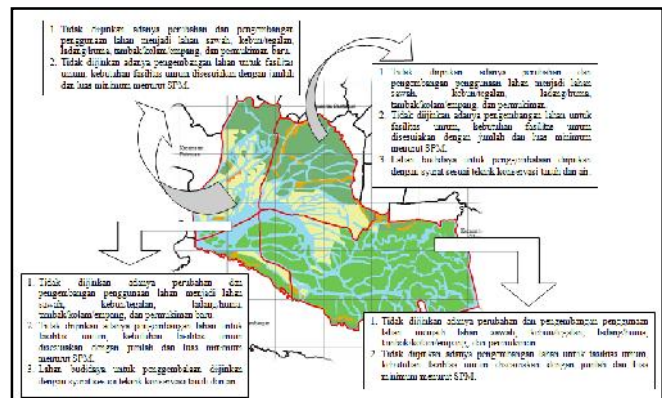 1. Tidak diijinkan adanya perubahan dan pengembangan
penggunaan lahan menjadi lahan sawah, kebun/tegalan,
ladang/huma, tambak/kolam/empang, dan permukiman baru.
2. Tidak diijinkan adanya pengembangan lahan untuk fasilitas
umum, kebutuhan fasilitas umum disesuaikan dengan jumlah
dan luas minimum menurut SPM.
1. Tidak diijinkan adanya perubahan dan
pengembangan penggunaan lahan menjadi lahan
sawah, kebun/tegalan, ladang/huma,
tambak/kolam/empang, dan permukiman.
2. Tidak diijinkan adanya pengembangan lahan untuk
fasilitas umum, kebutuhan fasilitas umum
disesuaikan dengan jumlah dan luas minimum
menurut SPM.
3. Lahan budidaya untuk penggembalaan diijinkan
dengan syarat sesuai teknik konservasi tanah dan air.
Kecamatan
1. Tidak diijinkan adanya perubahan dan
pengembangan penggunaan lahan menjadi lahan
sawah, kebun/tegalan, ladang/huma,
tambak/kolam/empang, dan permukiman baru.
2. Tidak diijinkan adanya pengembangan lahan untuk
fasilitas umum, kebutuhan fasilitas umum
disesuaikan dengan jumlah dan luas minimum
menurut SPM.
3. Lahan budidaya untuk penggembalaan diijinkan
dengan syarat sesuai teknik konservasi tanah dan air.
1. Tidak diijinkan adanya perubahan dan pengembangan penggunaan
lahan menjadi lahan sawah, kebun/tegalan, ladang/huma,
tambak/kolam/empang, dan permukiman.
2. Tidak diijinkan adanya pengembangan lahan untuk fasilitas umum,
kebutuhan fasilitas umum disesuaikan dengan jumlah dan luas
minimum menurut SPM.